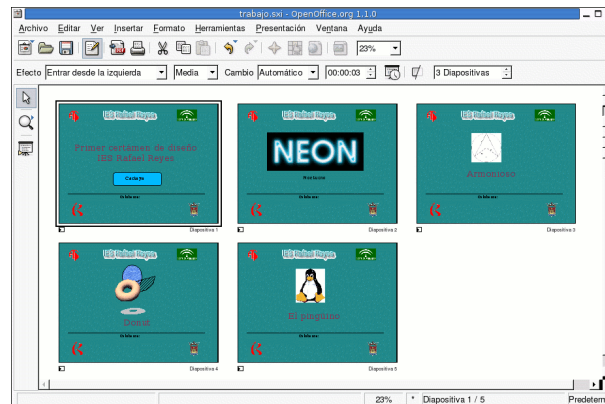 trabajo.sxi - OpenOffice.org 1.1.0
Archivo Editar Ver Insertar Formato Herramientas Presentación Ventana Ayuda
23%
Efecto Entrar desde la izquierda Media Cambio Automático 00:00:03 3 Diapositivas
IES Rafael Reyes
Primer certámen de diseño
IES Rafael Reyes
Diapositiva 1
IES Rafael Reyes
NEON
Diapositiva 2
IES Rafael Reyes
Armonioso
Diapositiva 3
IES Rafael Reyes
Donut
Diapositiva 4
IES Rafael Reyes
El pingüino
Diapositiva 5
23% * Diapositiva 1 / 5 Predeterm